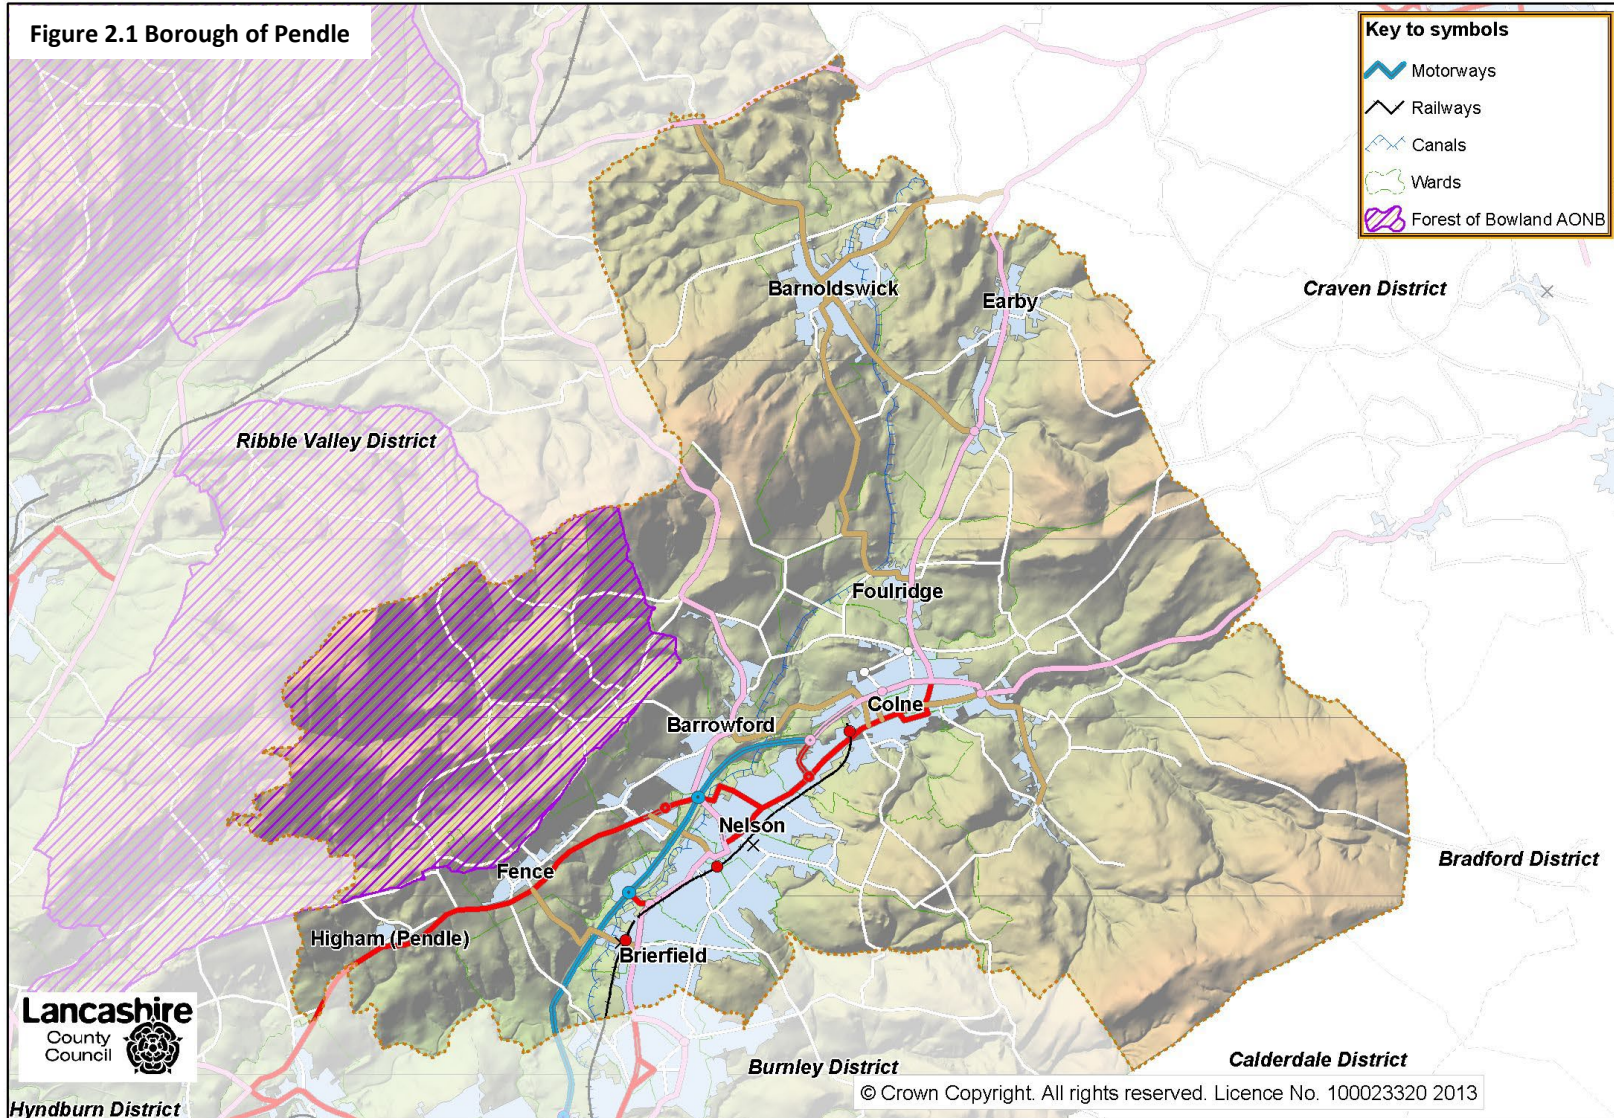 Figure 2.1 Borough of Pendle
Key to symbols
Motorways
Railways
Canals
Wards
Forest of Bowland AONB
Barnoldswick
Earby
Craven District
Ribble Valley District
Foulridge
Colne
Barrowford
Nelson
Bradford District
Fence
Higham (Pendle)
Brierfield
Lancashire
County
Council
Burnley District
Calderdale District
© Crown Copyright. All rights reserved. Licence No. 100023320 2013
Hyndburn District